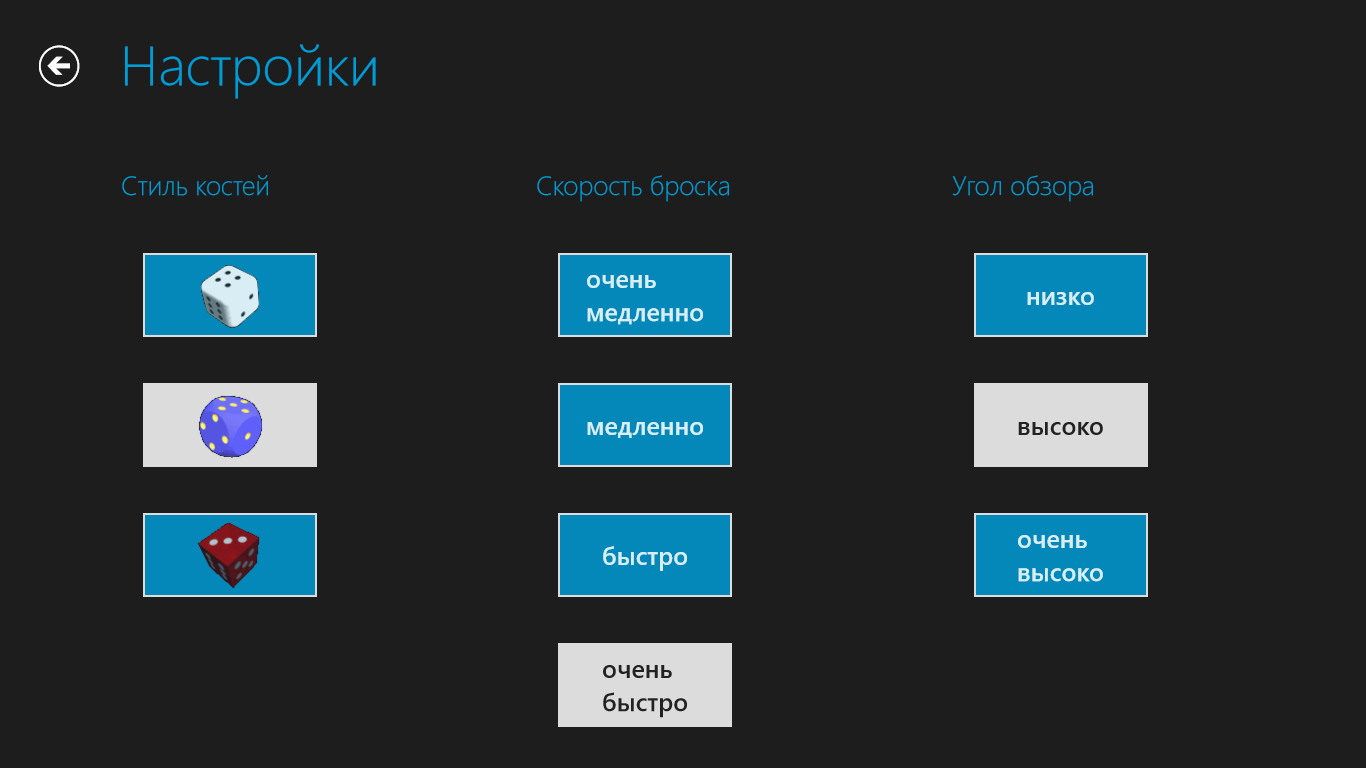 Настройки
Стиль костей
Скорость броска
Угол обзора
очень
медленно
низко
медленно
высоко
быстро
очень
высоко
очень
быстро